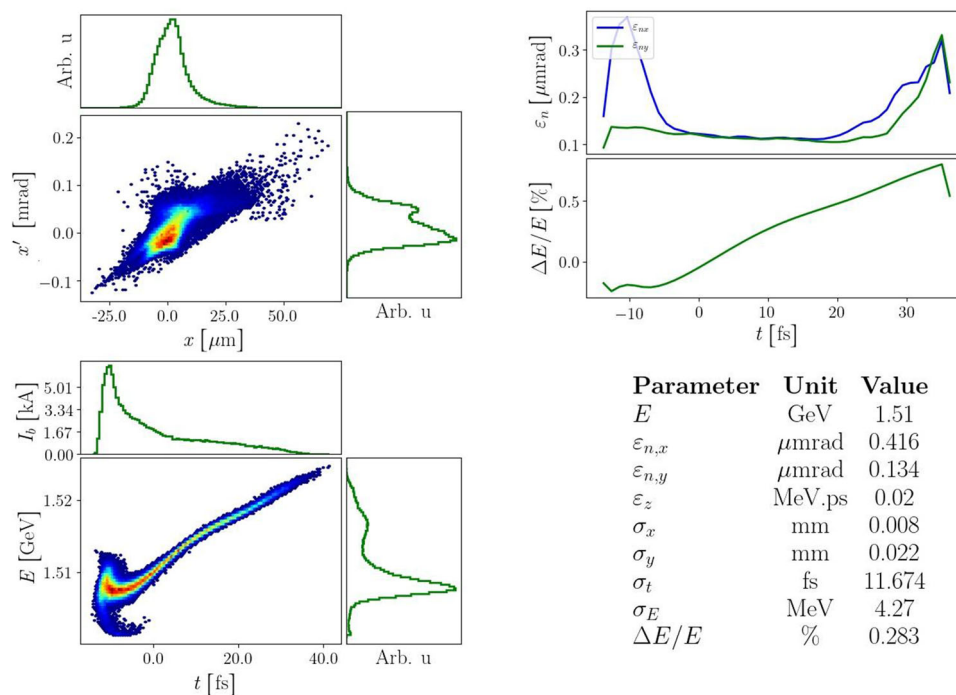 Arb. u
x′ [mrad]
0.2
0.1
0.0
−0.1
-25.0 0.0 25.0 50.0
x [μm]
Arb. u
I_b [kA]
5.01
3.34
1.67
0.00
E [GeV]
1.52
1.51
0.0 20.0 40.0
t [fs]
Arb. u
ε_n [μmrad]
0.3
0.2
0.1
ε_nx
ε_ny
ΔE/E [%]
0.5
0.0
−10 0 10 20 30
t [fs]
Parameter Unit Value
E GeV 1.51
ε_n,x μmrad 0.416
ε_n,y μmrad 0.134
ε_z MeV.ps 0.02
σ_x mm 0.008
σ_y mm 0.022
σ_t fs 11.674
σ_E MeV 4.27
ΔE/E % 0.283